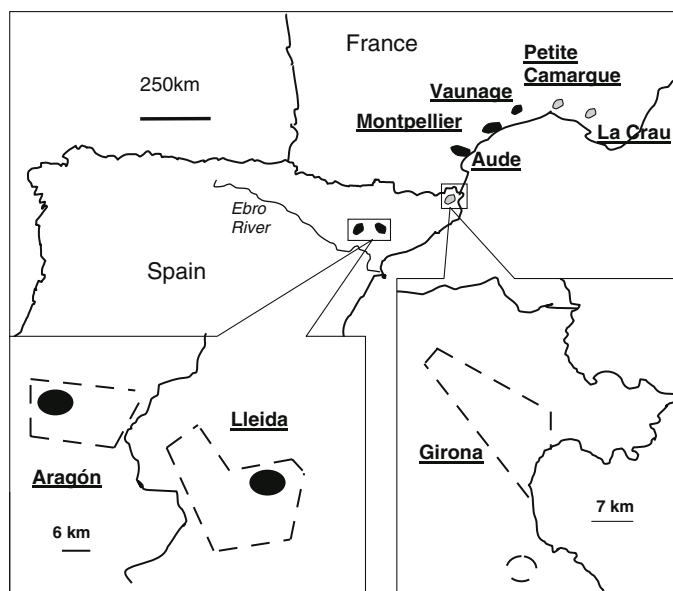 France
Petite
Camargue
250km
Vaunage
Montpellier
La Crau
Aude
Ebro
River
Spain
Lleida
Aragón
6 km
Girona
7 km